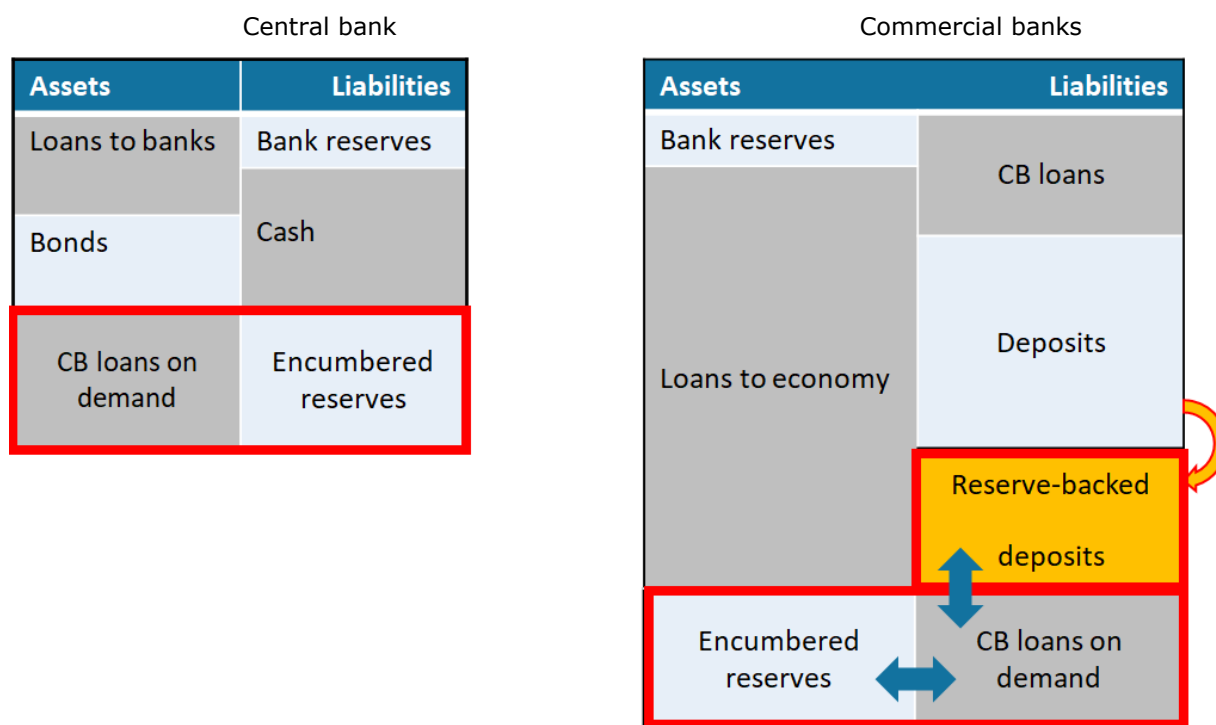 Central bank
Assets
Liabilities
Loans to banks
Bank reserves
Cash
Bonds
CB loans on
demand
Encumbered
reserves
Commercial banks
Assets
Liabilities
Bank reserves
CB loans
Loans to economy
Deposits
Reserve-backed
deposits
Encumbered
reserves
CB loans on
demand